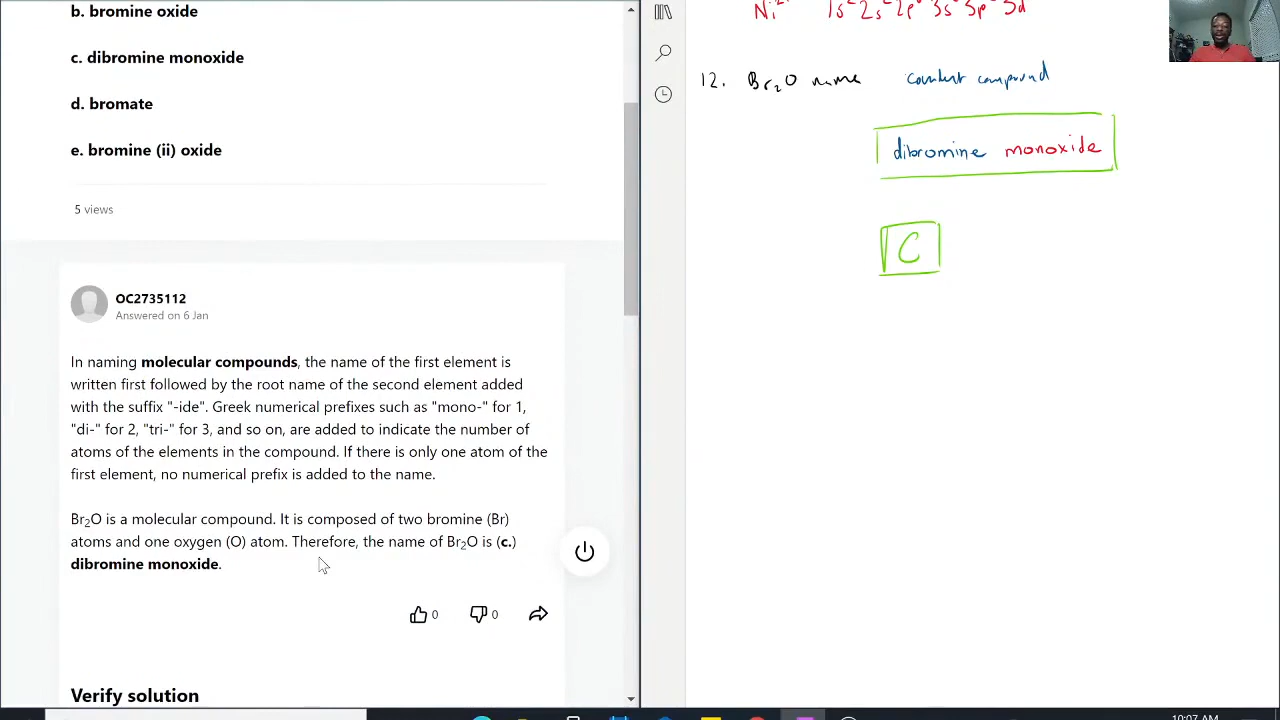 b. bromine oxide
c. dibromine monoxide
d. bromate
e. bromine (ii) oxide
5 views
OC2735112
Answered on 6 Jan
In naming molecular compounds, the name of the first element is
written first followed by the root name of the second element added
with the suffix "-ide". Greek numerical prefixes such as "mono-" for 1,
"di-" for 2, "tri-" for 3, and so on, are added to indicate the number of
atoms of the elements in the compound. If there is only one atom of the
first element, no numerical prefix is added to the name.
Br₂O is a molecular compound. It is composed of two bromine (Br)
atoms and one oxygen (O) atom. Therefore, the name of Br₂O is (c.)
dibromine monoxide.
0 0
Verify solution
12. Br₂O name covalent compound
dibromine monoxide
C
10:07 AM